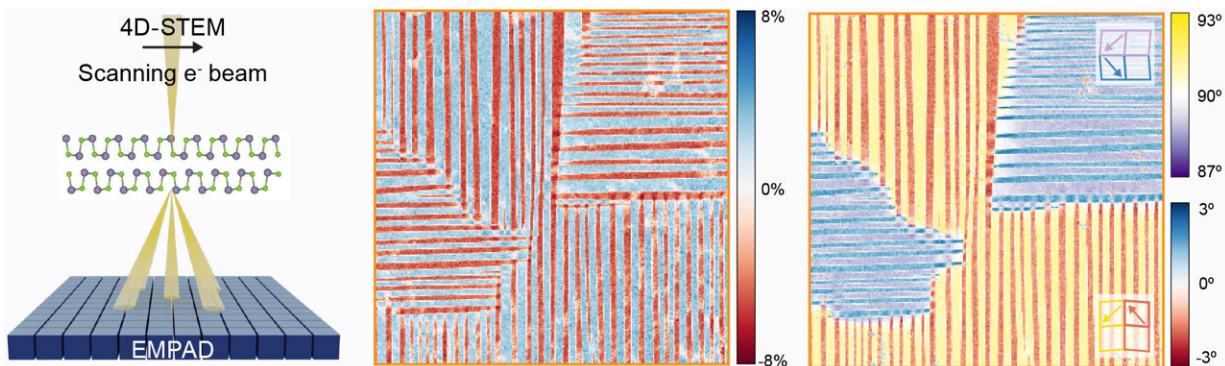 4D-STEM
Scanning e⁻ beam
EMPAD
8%
0%
-8%
93º
90º
87º
3º
0º
-3º